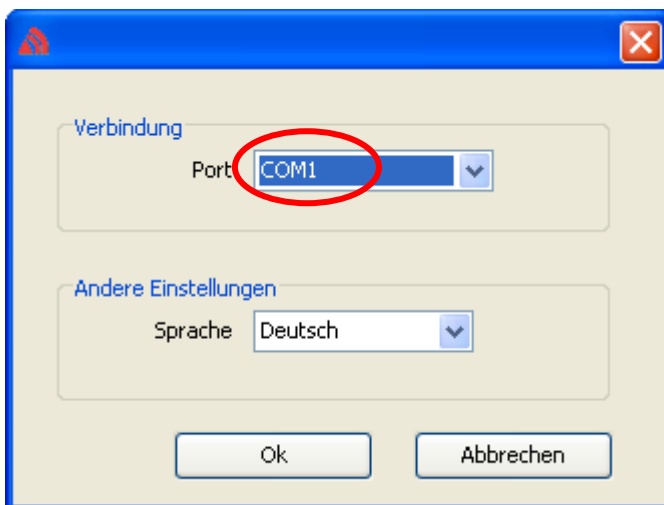 Verbindung
Port COM1
Andere Einstellungen
Sprache Deutsch
Ok Abbrechen